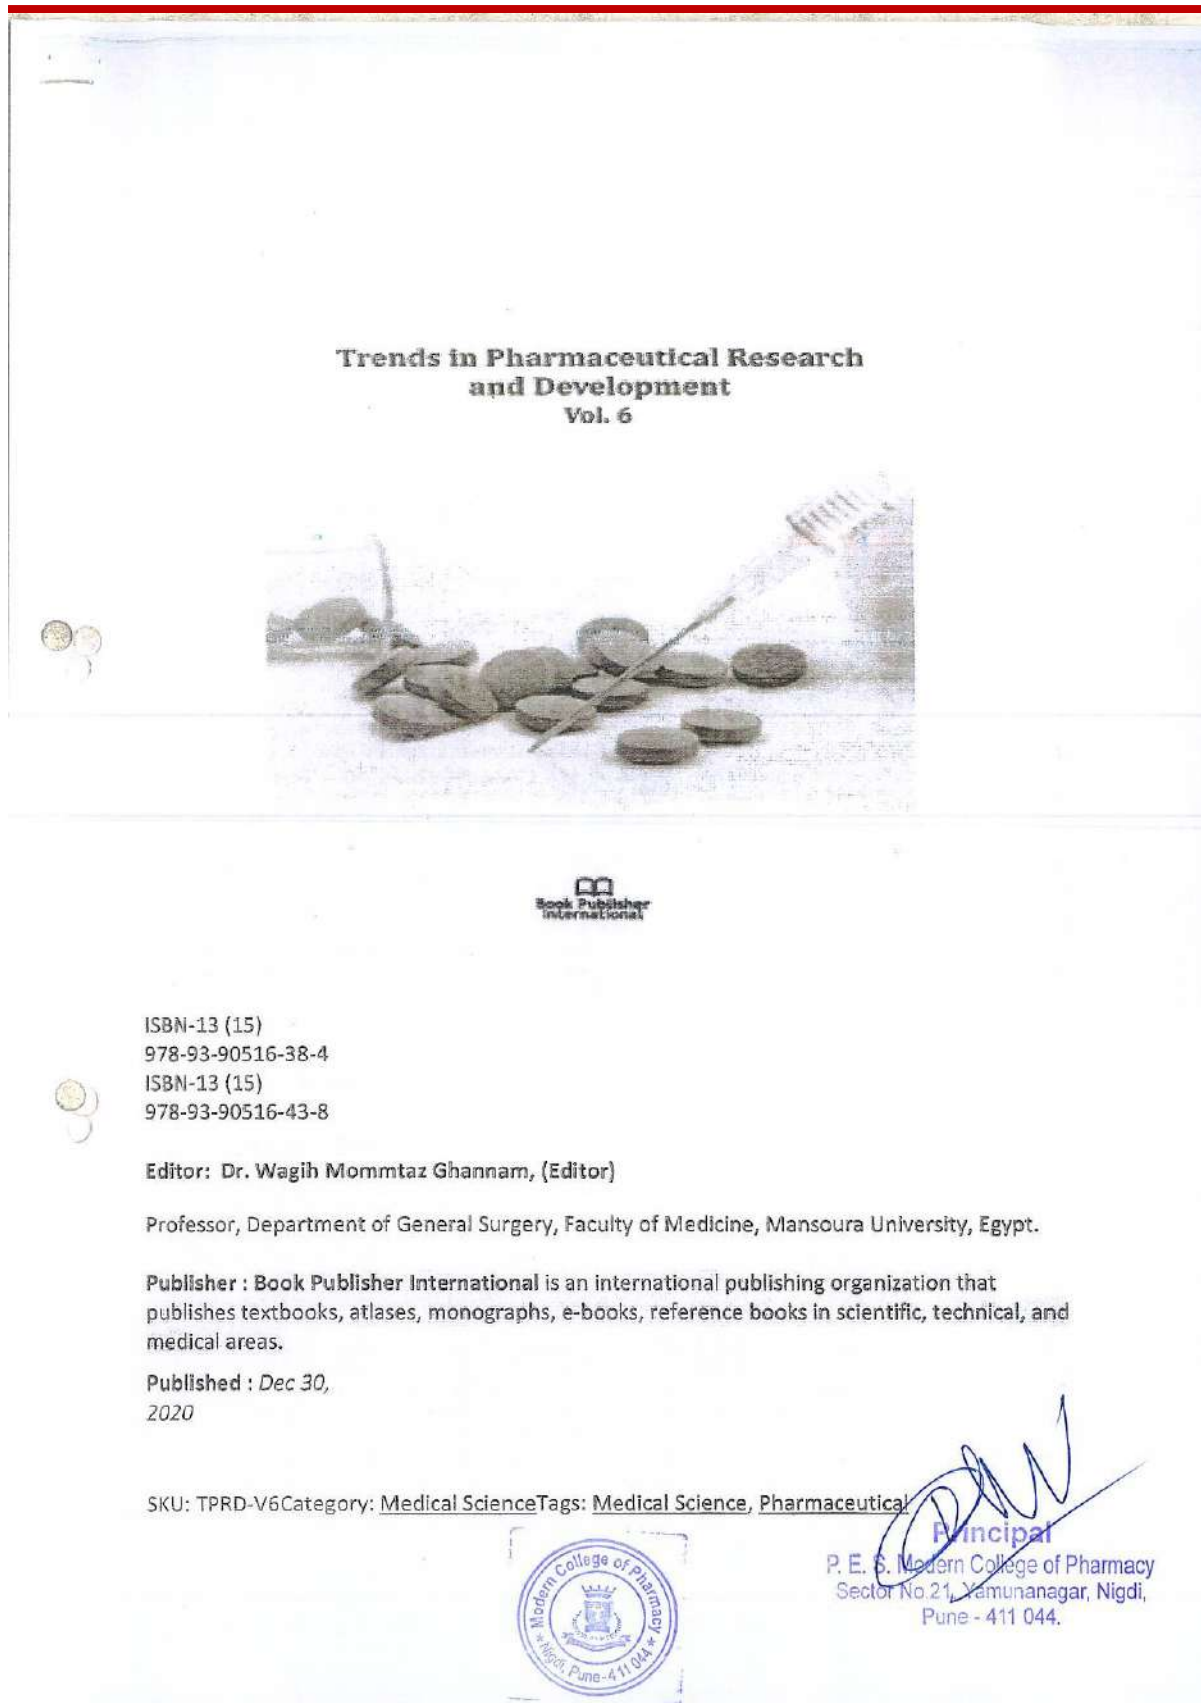 Trends in Pharmaceutical Research
and Development
Vol. 6
Book Publisher
International
ISBN-13 (15)
978-93-90516-38-4
ISBN-13 (15)
978-93-90516-43-8
Editor: Dr. Wagih Mommtaz Ghannam, (Editor)
Professor, Department of General Surgery, Faculty of Medicine, Mansoura University, Egypt.
Publisher : Book Publisher International is an international publishing organization that
publishes textbooks, atlases, monographs, e-books, reference books in scientific, technical, and
medical areas.
Published : Dec 30,
2020
SKU: TPRD-V6Category: Medical ScienceTags: Medical Science, Pharmaceutical
Principal
P. E. S. Modern College of Pharmacy
Sector No.21, Yamunanagar, Nigdi,
Pune - 411 044.
Modern College of Pharmacy
Nigdi, Pune-411 044